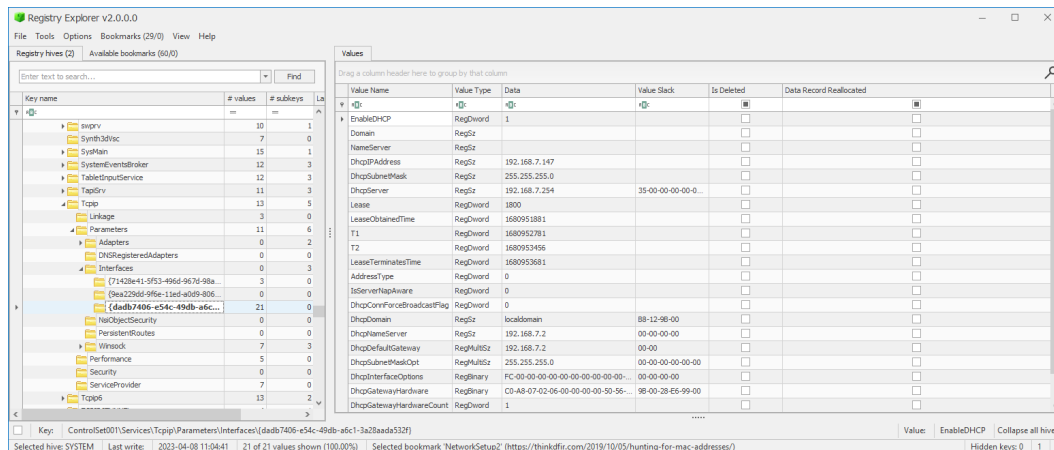 Registry Explorer v2.0.0.0
File Tools Options Bookmarks (29/0) View Help
Registry hives (2) Available bookmarks (60/0)
Enter text to search... Find
Key name # values # subkeys La
= =
swprv 10 1
Synth3dVsc 7 0
SysMain 15 1
SystemEventsBroker 12 3
TabletInputService 12 3
TapiSrv 11 3
Tcpip 13 5
Linkage 3 0
Parameters 11 6
Adapters 0 2
DNSRegisteredAdapters 0 0
Interfaces 0 3
{71428e41-5f53-496d-967d-98a... 3 0
{9ea229dd-9f6e-11ed-a0d9-806... 0 0
{dadb7406-e54c-49db-a6c... 21 0
NsiObjectSecurity 0 0
PersistentRoutes 0 0
Winsock 7 3
Performance 5 0
Security 0 0
ServiceProvider 7 0
Tcpip6 13 2
Values
Drag a column header here to group by that column
Value Name Value Type Data Value Slack Is Deleted Data Record Reallocated
EnableDHCP RegDword 1
Domain RegSz
NameServer RegSz
DhcpIPAddress RegSz 192.168.7.147
DhcpSubnetMask RegSz 255.255.255.0
DhcpServer RegSz 192.168.7.254 35-00-00-00-00-0...
Lease RegDword 1800
LeaseObtainedTime RegDword 1680951881
T1 RegDword 1680952781
T2 RegDword 1680953456
LeaseTerminatesTime RegDword 1680953681
AddressType RegDword 0
IsServerNapAware RegDword 0
DhcpConnForceBroadcastFlag RegDword 0
DhcpDomain RegSz localdomain B8-12-9B-00
DhcpNameServer RegSz 192.168.7.2 00-00-00-00
DhcpDefaultGateway RegMultiSz 192.168.7.2 00-00
DhcpSubnetMaskOpt RegMultiSz 255.255.255.0 00-00-00-00-00-00
DhcpInterfaceOptions RegBinary FC-00-00-00-00-00-00-00-00-00-00-... 00-00-00-00
DhcpGatewayHardware RegBinary C0-A8-07-02-06-00-00-00-00-50-56-... 9B-00-28-E6-99-00
DhcpGatewayHardwareCount RegDword 1
Key: ControlSet001\Services\Tcpip\Parameters\Interfaces\{dadb7406-e54c-49db-a6c1-3a28aada532f} Value: EnableDHCP Collapse all hive
Selected hive: SYSTEM Last write: 2023-04-08 11:04:41 21 of 21 values shown (100.00%) Selected bookmark 'NetworkSetup2' (https://thinkdfir.com/2019/10/05/hunting-for-mac-addresses/) Hidden keys: 0 1